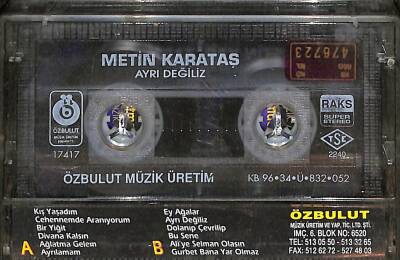 METİN KARATAŞ
AYRI DEĞİLİZ
476723
ÖZBULUT
17417
RAKS
SUPER
STEREO
TSE
2240
ÖZBULUT MÜZİK ÜRETİM
KB 96•34•Ü•832•052
Kış Yaşadım
Cehennemde Aranıyorum
Bir Yiğit
Divana Kalsın
A Ağlatma Gelem
Ayrılamam
Ey Ağalar
Ayrı Değiliz
Dolanıp Çevrilip
Bu Sene
B Ali'ye Selman Olasın
Gurbet Bana Yar Olmaz
ÖZBULUT
MÜZİK ÜRETİM VE YAP. TİC. LTD. ŞTİ.
İMÇ. 6. BLOK NO: 6520
TEL: 513 05 50 - 513 32 65
FAX: 512 62 72 - 527 48 03